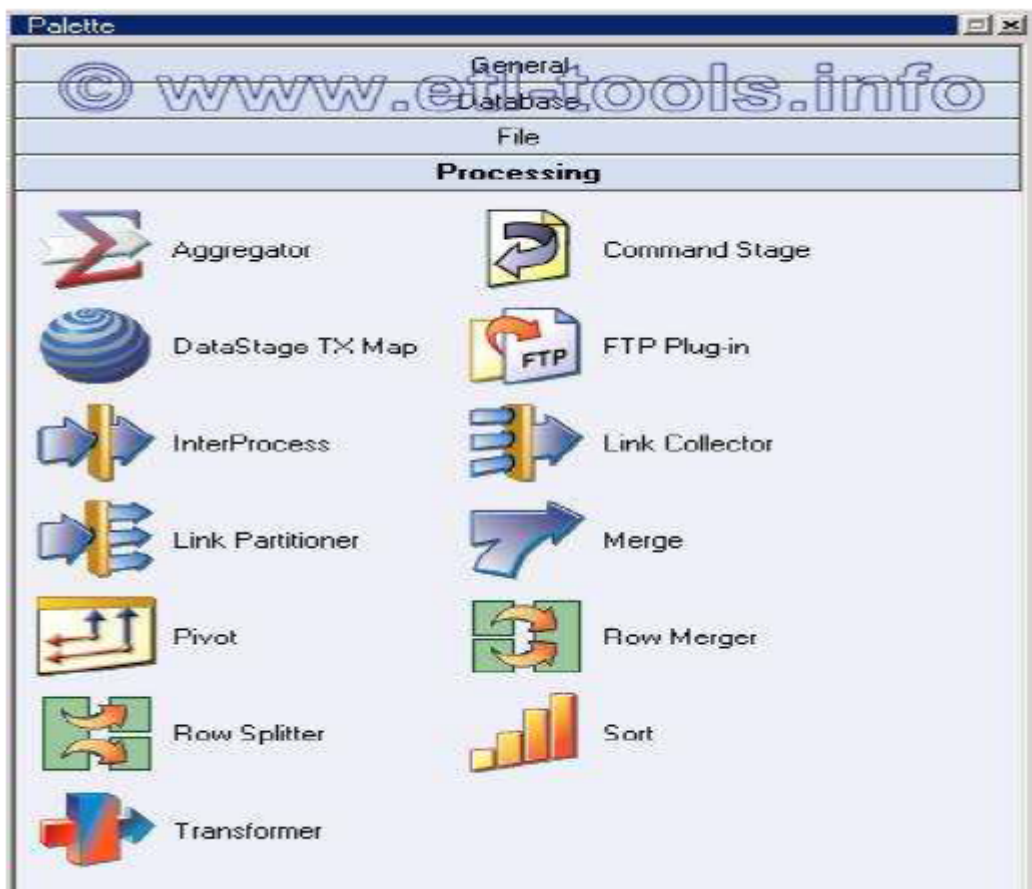 Palette
General
© www.etl-tools.info
Database
File
Processing
Aggregator
Command Stage
DataStage TX Map
FTP
FTP Plug-in
InterProcess
Link Collector
Link Partitioner
Merge
Pivot
Row Merger
Row Splitter
Sort
Transformer